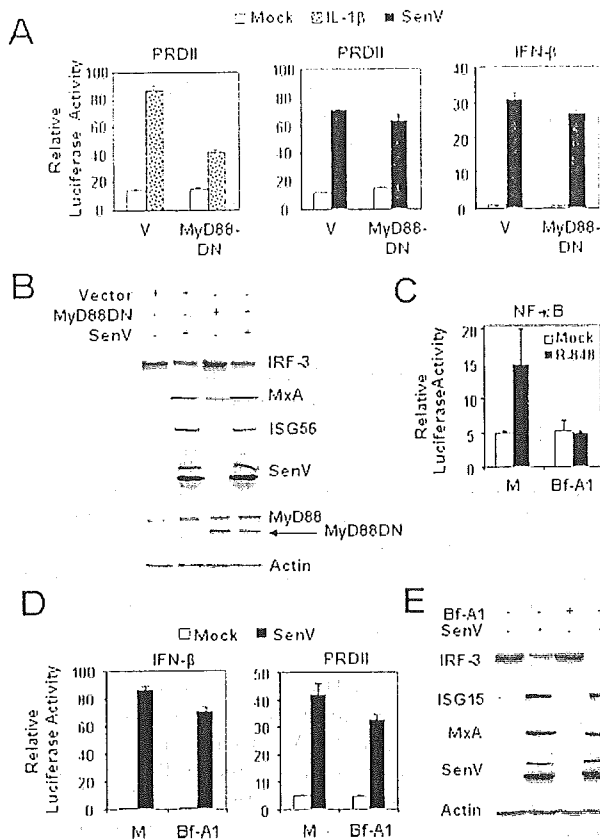 Mock IL-1β SenV
A
PRDII PRDII IFN-β
Relative Luciferase Activity
100
80
60
40
20
0
100
80
60
40
20
0
40
30
20
10
0
V MyD88-DN
V MyD88-DN
V MyD88-DN
B
Vector + + - -
MyD88DN - - + +
SenV - + - +
IRF-3
MxA
ISG56
SenV
MyD88
MyD88DN
Actin
C
NF-κB
Relative Luciferase Activity
20
15
10
5
0
Mock
R-848
M Bf-A1
D
Mock SenV
IFN-β PRDII
Relative Luciferase Activity
100
80
60
40
20
0
50
40
30
20
10
0
M Bf-A1 M Bf-A1
E
Bf-A1 - - +
SenV - + -
IRF-3
ISG15
MxA
SenV
Actin